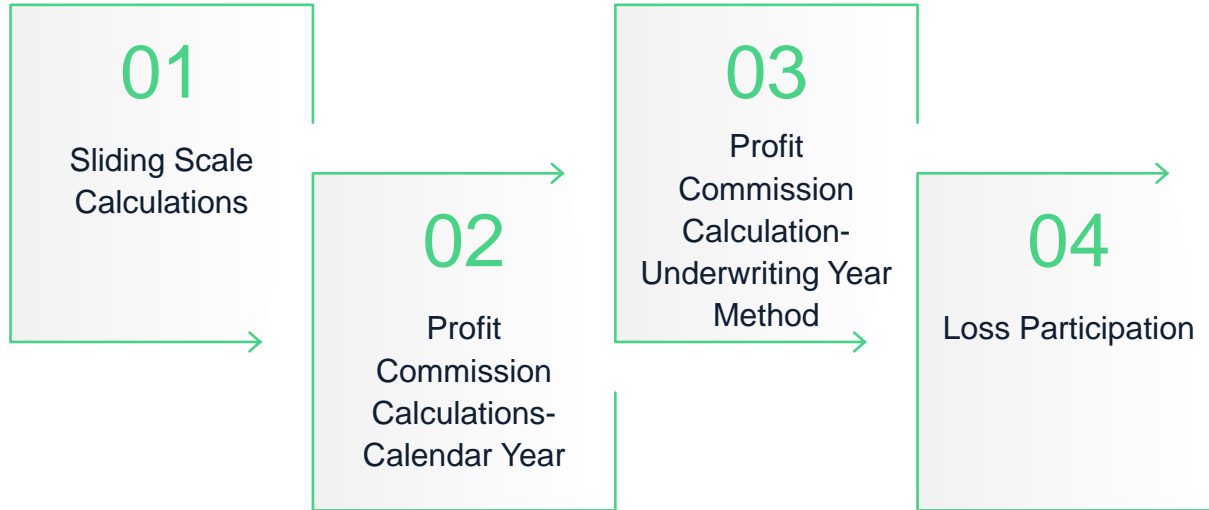 01
Sliding Scale
Calculations
02
Profit
Commission
Calculations-
Calendar Year
03
Profit
Commission
Calculation-
Underwriting Year
Method
04
Loss Participation